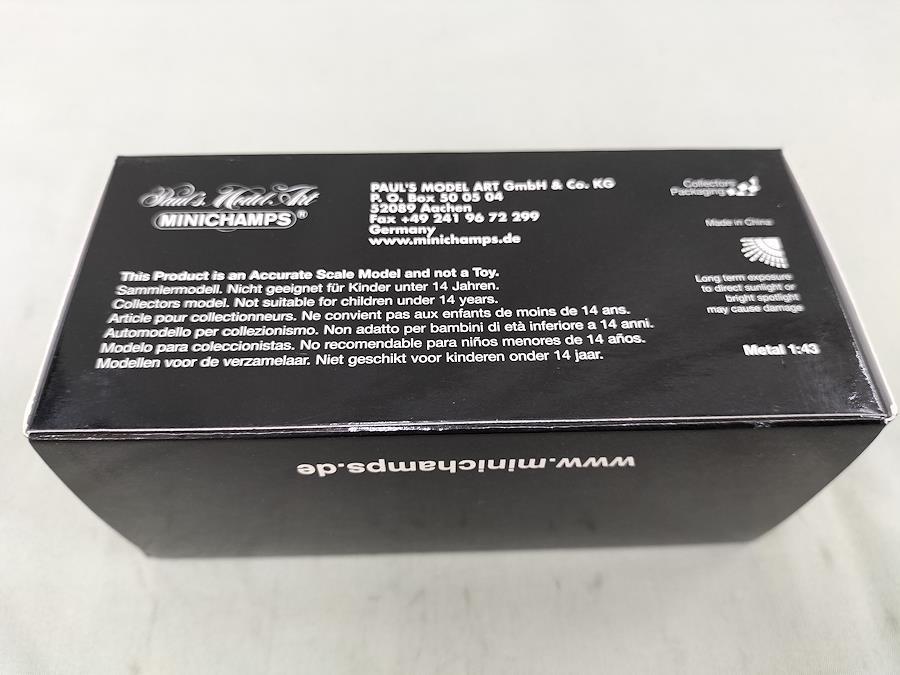 Paul's Model Art
MINICHAMPS®
PAUL'S MODEL ART GmbH & Co. KG
P. O. Box 50 05 04
52089 Aachen
Fax +49 241 96 72 299
Germany
www.minichamps.de
Collectors
Packaging
Made in China
Long term exposure
to direct sunlight or
bright spotlight
may cause damage
This Product is an Accurate Scale Model and not a Toy.
Sammlermodell. Nicht geeignet für Kinder unter 14 Jahren.
Collectors model. Not suitable for children under 14 years.
Article pour collectionneurs. Ne convient pas aux enfants de moins de 14 ans.
Automodello per collezionismo. Non adatto per bambini di età inferiore a 14 anni.
Modelo para coleccionistas. No recomendable para niños menores de 14 años.
Modellen voor de verzamelaar. Niet geschikt voor kinderen onder 14 jaar.
Metal 1:43
www.minichamps.de